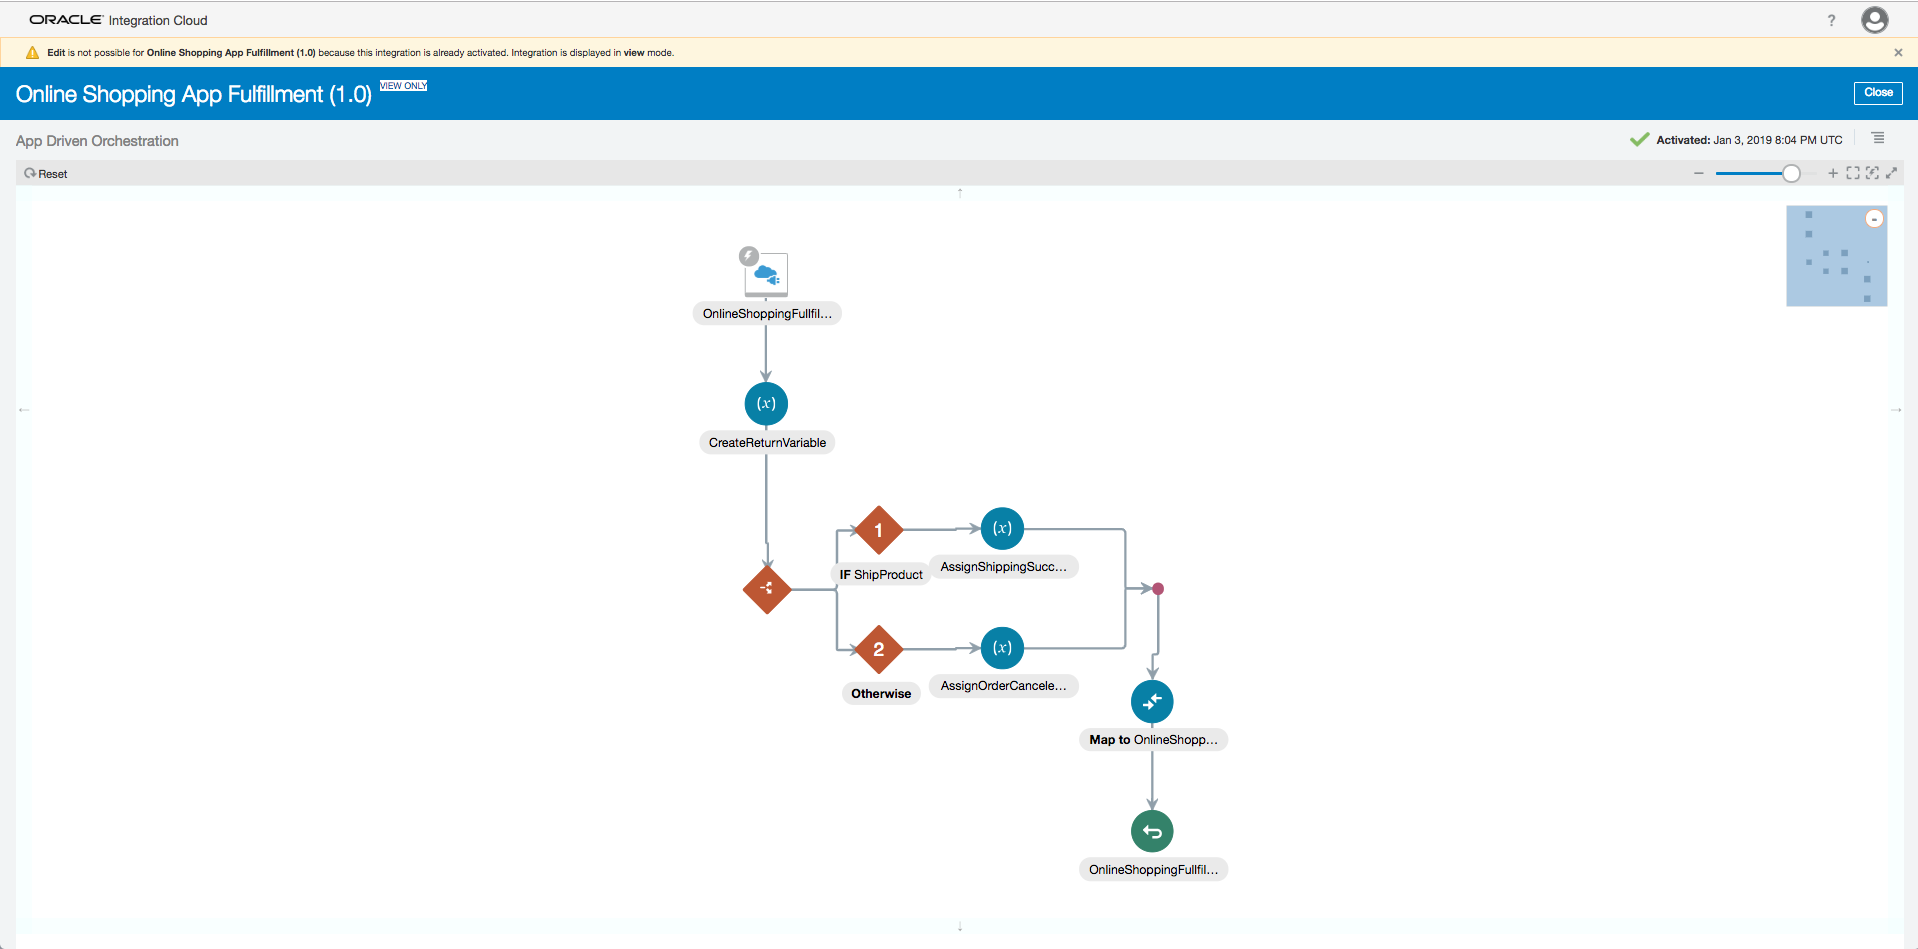 ORACLE Integration Cloud
?
Edit is not possible for Online Shopping App Fulfillment (1.0) because this integration is already activated. Integration is displayed in view mode.
Online Shopping App Fulfillment (1.0) VIEW ONLY
Close
App Driven Orchestration
Activated: Jan 3, 2019 8:04 PM UTC
Reset
OnlineShoppingFullfil...
(x)
CreateReturnVariable
1
(x)
IF ShipProduct
AssignShippingSucc...
2
(x)
Otherwise
AssignOrderCancele...
Map to OnlineShopp...
OnlineShoppingFullfil...